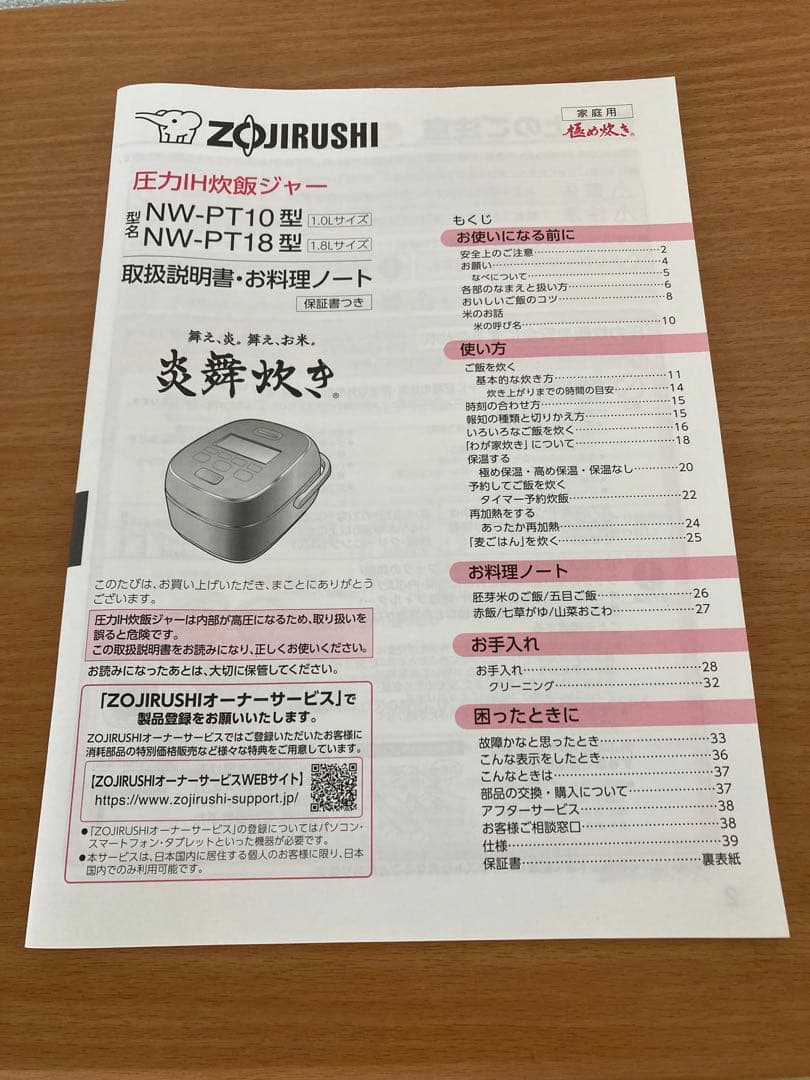 ZOJIRUSHI
家庭用
極め炊き®
圧力IH炊飯ジャー
型名 NW-PT10型 1.0Lサイズ
NW-PT18型 1.8Lサイズ
取扱説明書・お料理ノート
保証書つき
舞え、炎。舞え、お米。
炎舞炊き®
このたびは、お買い上げいただき、まことにありがとう
ございます。
圧力IH炊飯ジャーは内部が高圧になるため、取り扱いを
誤ると危険です。
この取扱説明書をお読みになり、正しくお使いください。
お読みになったあとは、大切に保管してください。
「ZOJIRUSHIオーナーサービス」で
製品登録をお願いいたします。
ZOJIRUSHIオーナーサービスではご登録いただいたお客様に
消耗部品の特別価格販売など様々な特典をご用意しています。
【ZOJIRUSHIオーナーサービスWEBサイト】
https://www.zojirushi-support.jp/
●「ZOJIRUSHIオーナーサービス」の登録についてはパソコン・
スマートフォン・タブレットといった機器が必要です。
●本サービスは、日本国内に居住する個人のお客様に限り、日本
国内でのみ利用可能です。
もくじ
お使いになる前に
安全上のご注意 2
お願い 4
なべについて 5
各部のなまえと扱い方 6
おいしいご飯のコツ 8
米のお話
米の呼び名 10
使い方
ご飯を炊く
基本的な炊き方 11
炊き上がりまでの時間の目安 14
時刻の合わせ方 15
報知の種類と切りかえ方 15
いろいろなご飯を炊く 16
「わが家炊き」について 18
保温する
極め保温・高め保温・保温なし 20
予約してご飯を炊く
タイマー予約炊飯 22
再加熱をする
あったか再加熱 24
「麦ごはん」を炊く 25
お料理ノート
胚芽米のご飯/五目ご飯 26
赤飯/七草がゆ/山菜おこわ 27
お手入れ
お手入れ 28
クリーニング 32
困ったときに
故障かなと思ったとき 33
こんな表示をしたとき 36
こんなときは 37
部品の交換・購入について 37
アフターサービス 38
お客様ご相談窓口 38
仕様 39
保証書 裏表紙